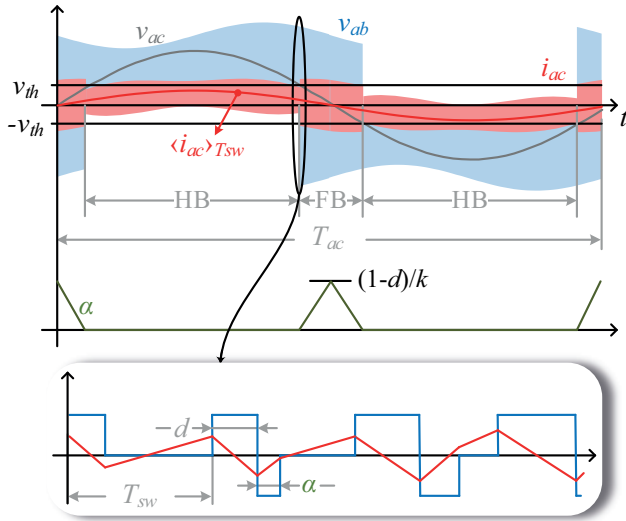 v_ac
v_ab
v_th
i_ac
-v_th
t
‹i_ac›_Tsw
HB
FB
HB
T_ac
α
(1-d)/k
d
T_sw
α